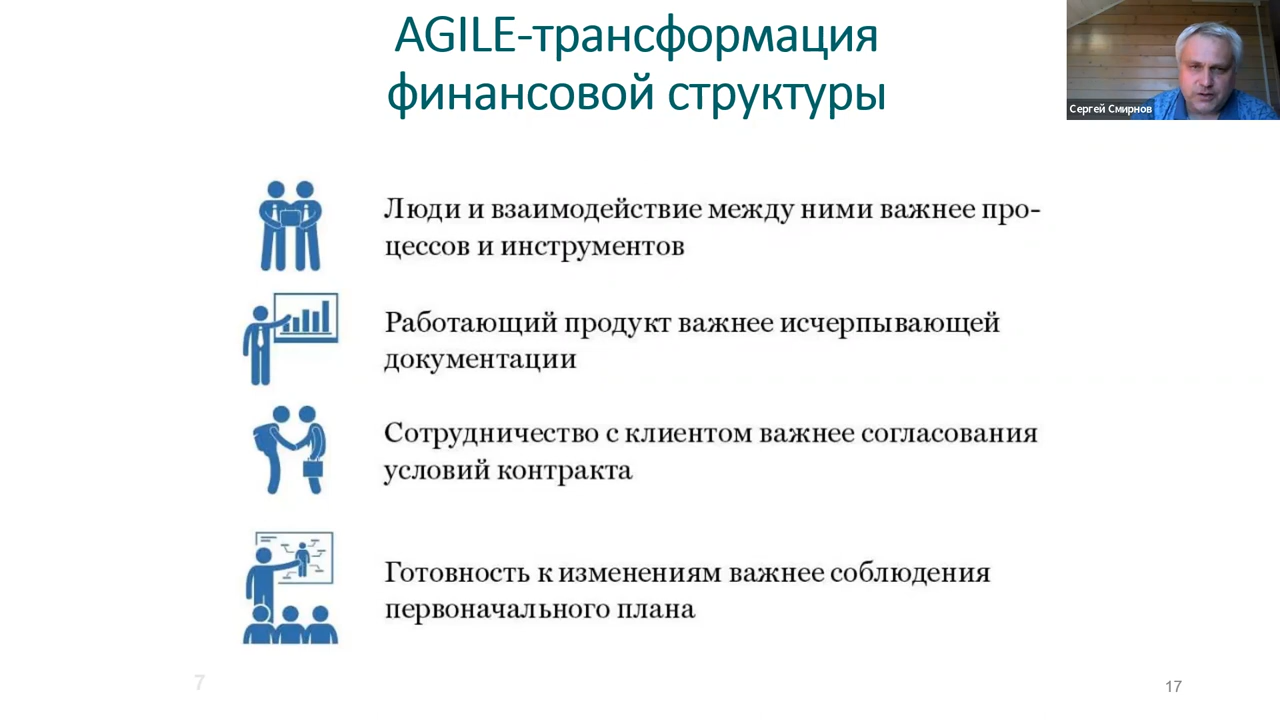 AGILE-трансформация
финансовой структуры
Сергей Смирнов
Люди и взаимодействие между ними важнее про-
цессов и инструментов
Работающий продукт важнее исчерпывающей
документации
Сотрудничество с клиентом важнее согласования
условий контракта
Готовность к изменениям важнее соблюдения
первоначального плана
7
17